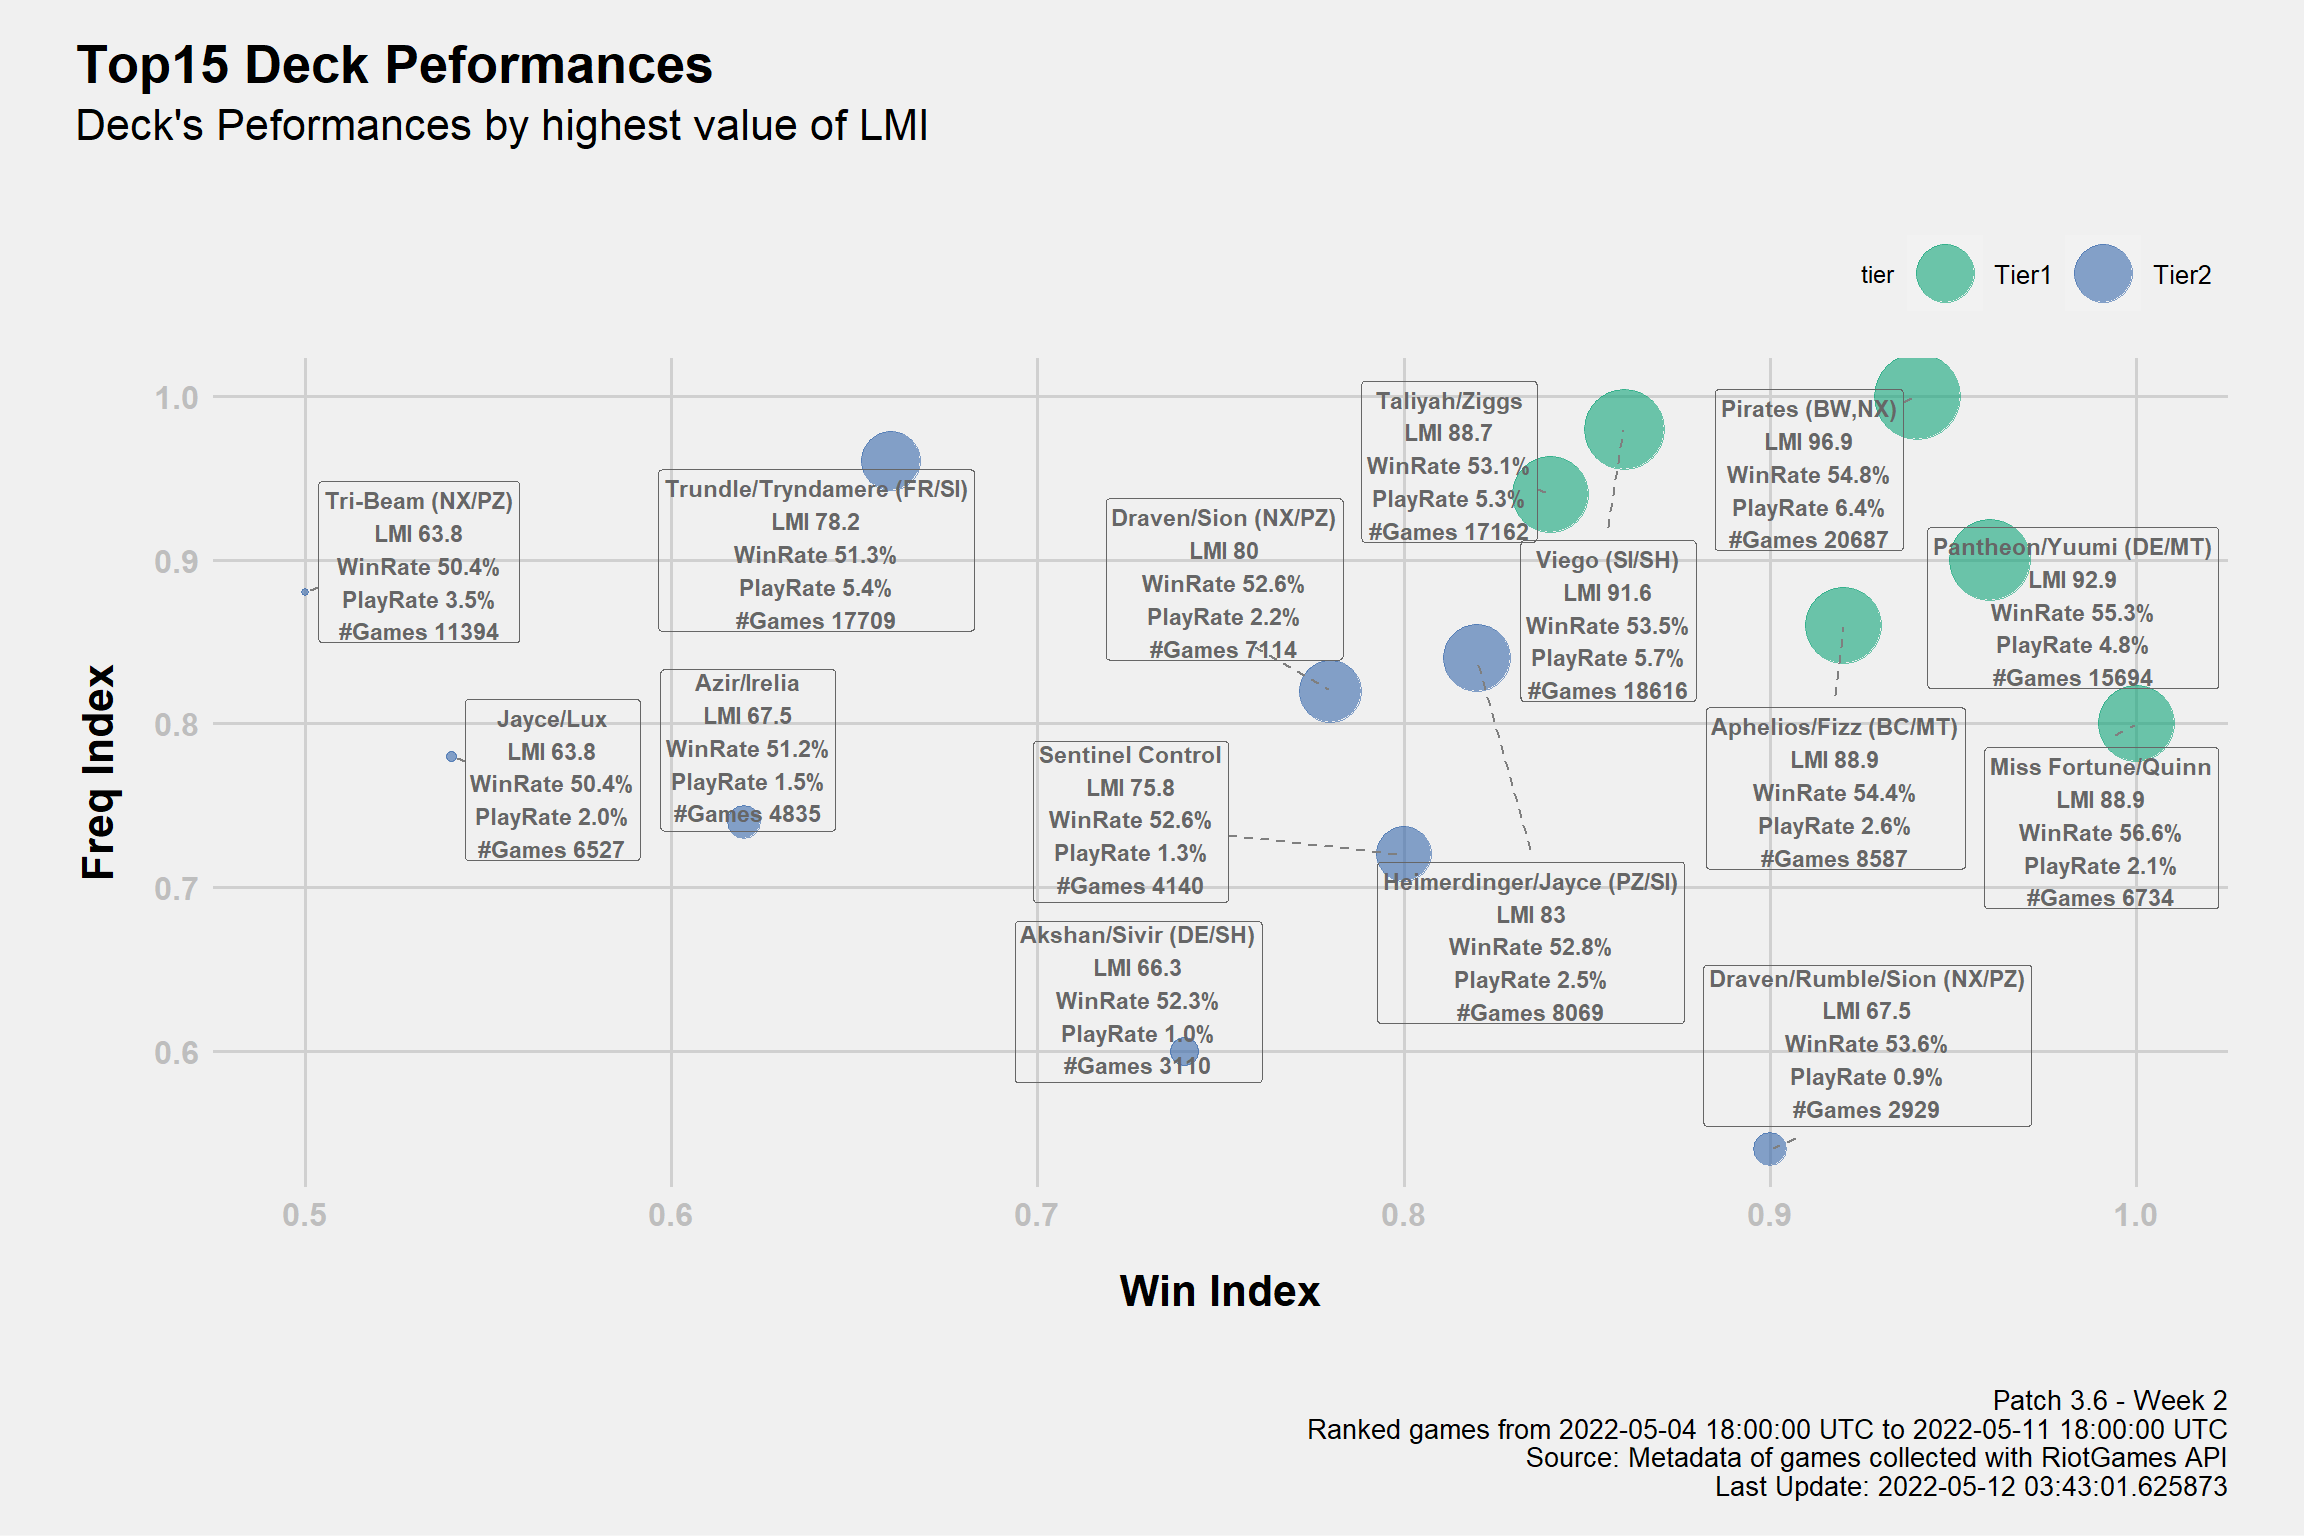 Top15 Deck Peformances
Deck's Peformances by highest value of LMI
tier
Tier1
Tier2
Freq Index
1.0
0.9
0.8
0.7
0.6
Tri-Beam (NX/PZ)
LMI 63.8
WinRate 50.4%
PlayRate 3.5%
#Games 11394
Trundle/Tryndamere (FR/SI)
LMI 78.2
WinRate 51.3%
PlayRate 5.4%
#Games 17709
Draven/Sion (NX/PZ)
LMI 80
WinRate 52.6%
PlayRate 2.2%
#Games 7114
Taliyah/Ziggs
LMI 88.7
WinRate 53.1%
PlayRate 5.3%
#Games 17162
Viego (SI/SH)
LMI 91.6
WinRate 53.5%
PlayRate 5.7%
#Games 18616
Pirates (BW,NX)
LMI 96.9
WinRate 54.8%
PlayRate 6.4%
#Games 20687
Pantheon/Yuumi (DE/MT)
LMI 92.9
WinRate 55.3%
PlayRate 4.8%
#Games 15694
Jayce/Lux
LMI 63.8
WinRate 50.4%
PlayRate 2.0%
#Games 6527
Azir/Irelia
LMI 67.5
WinRate 51.2%
PlayRate 1.5%
#Games 4835
Sentinel Control
LMI 75.8
WinRate 52.6%
PlayRate 1.3%
#Games 4140
Aphelios/Fizz (BC/MT)
LMI 88.9
WinRate 54.4%
PlayRate 2.6%
#Games 8587
Miss Fortune/Quinn
LMI 88.9
WinRate 56.6%
PlayRate 2.1%
#Games 6734
Akshan/Sivir (DE/SH)
LMI 66.3
WinRate 52.3%
PlayRate 1.0%
#Games 3110
Heimerdinger/Jayce (PZ/SI)
LMI 83
WinRate 52.8%
PlayRate 2.5%
#Games 8069
Draven/Rumble/Sion (NX/PZ)
LMI 67.5
WinRate 53.6%
PlayRate 0.9%
#Games 2929
0.5
0.6
0.7
0.8
0.9
1.0
Win Index
Patch 3.6 - Week 2
Ranked games from 2022-05-04 18:00:00 UTC to 2022-05-11 18:00:00 UTC
Source: Metadata of games collected with RiotGames API
Last Update: 2022-05-12 03:43:01.625873